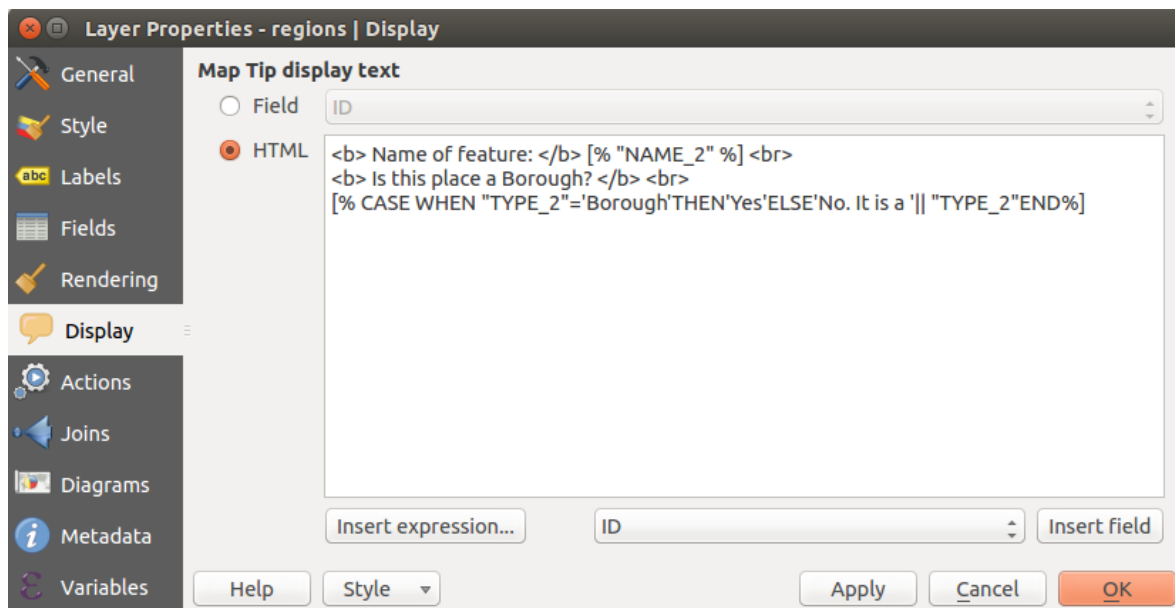 Layer Properties - regions | Display
General
Style
abc Labels
Fields
Rendering
Display
Actions
Joins
Diagrams
Metadata
Variables
Map Tip display text
Field ID
HTML
<b> Name of feature: </b> [% "NAME_2" %] <br>
<b> Is this place a Borough? </b> <br>
[% CASE WHEN "TYPE_2"='Borough'THEN'Yes'ELSE'No. It is a '|| "TYPE_2"END%]
Insert expression... ID Insert field
Help Style Apply Cancel OK